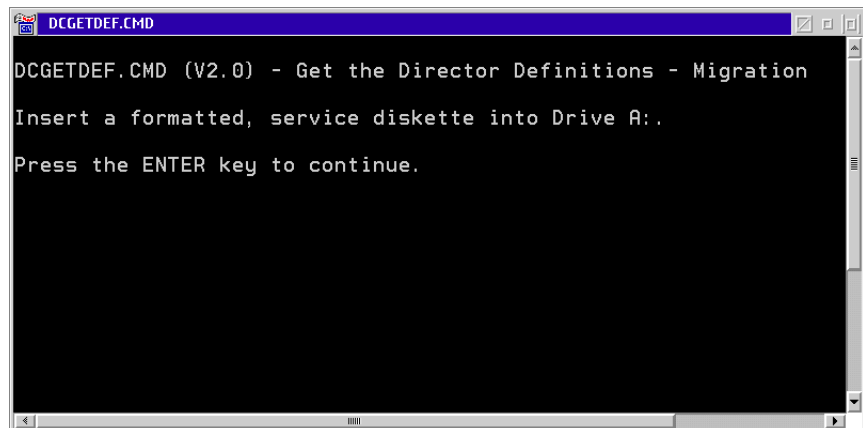 DCGETDEF.CMD
DCGETDEF.CMD (V2.0) - Get the Director Definitions - Migration
Insert a formatted, service diskette into Drive A:.
Press the ENTER key to continue.